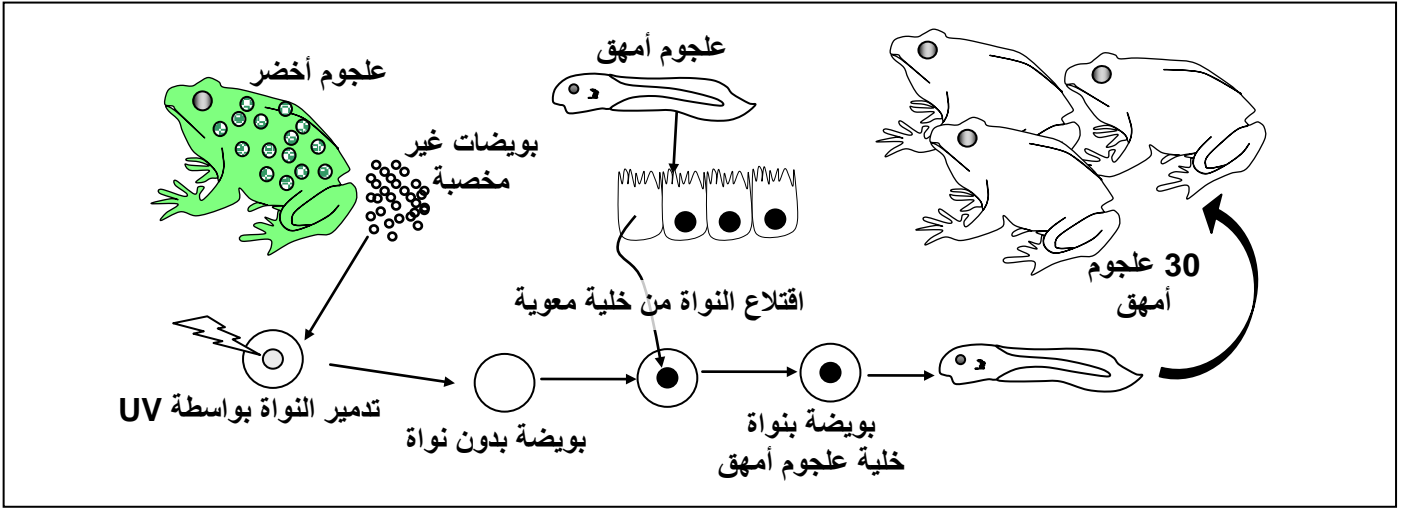 علجوم أخضر
بويضات غير
مخصبة
علجوم أمهق
اقتلاع النواة من خلية معوية
30 علجوم
أمهق
تدمير النواة بواسطة UV
بويضة بدون نواة
بويضة بنواة
خلية علجوم أمهق